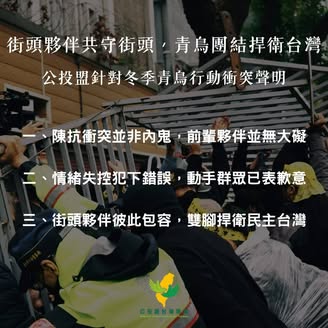 街頭夥伴共守街頭，青鳥團結捍衛台灣
公投盟針對冬季青鳥行動衝突聲明
一、陳抗衝突並非內鬼，前輩夥伴並無大礙
二、情緒失控犯下錯誤，動手群眾已表歉意
三、街頭夥伴彼此包容，雙腳捍衛民主台灣